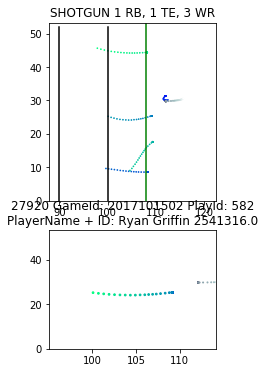 SHOTGUN 1 RB, 1 TE, 3 WR
50
40
30
20
10
0
90 100 110 120
27920 GameId: 2017101502 PlayId: 582
PlayerName + ID: Ryan Griffin 2541316.0
40
20
0
100 105 110